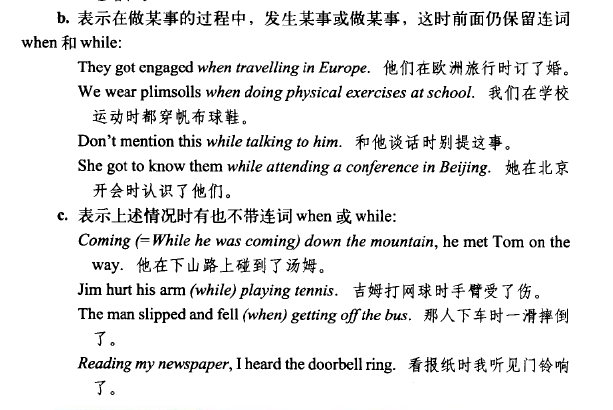 b. 表示在做某事的过程中，发生某事或做某事，这时前面仍保留连词
when 和 while:
They got engaged when travelling in Europe. 他们在欧洲旅行时订了婚。
We wear plimsolls when doing physical exercises at school. 我们在学校
运动时都穿帆布球鞋。
Don't mention this while talking to him. 和他谈话时别提这事。
She got to know them while attending a conference in Beijing. 她在北京
开会时认识了他们。
c. 表示上述情况时有也不带连词 when 或 while:
Coming (= While he was coming) down the mountain, he met Tom on the
way. 他在下山路上碰到了汤姆。
Jim hurt his arm (while) playing tennis. 吉姆打网球时手臂受了伤。
The man slipped and fell (when) getting off the bus. 那人下车时一滑摔倒
了。
Reading my newspaper, I heard the doorbell ring. 看报纸时我听见门铃响
了。